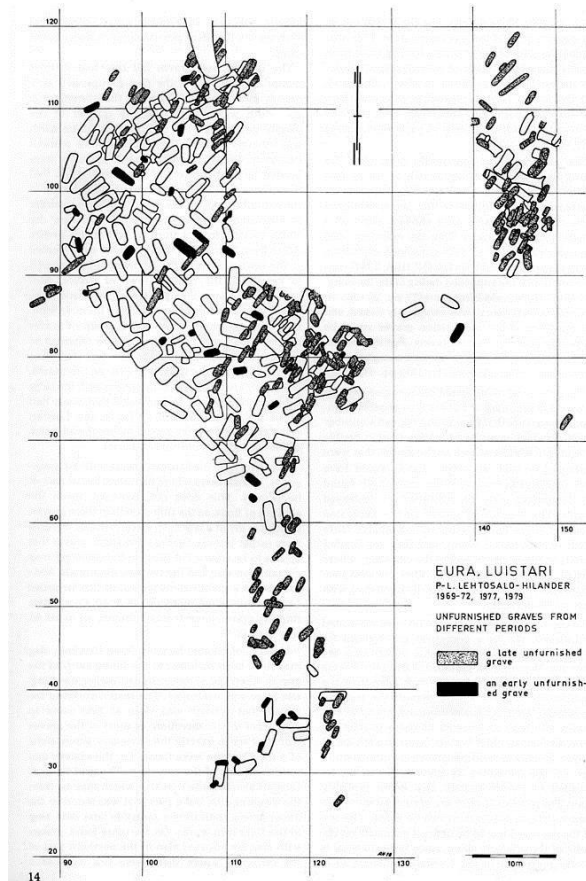 120
110
100
90
80
70
60
50
40
30
20
90
100
110
120
130
140
150
EURA, LUISTARI
P-L. LEHTOSALO-HILANDER
1969-72, 1977, 1979
UNFURNISHED GRAVES FROM
DIFFERENT PERIODS
a late unfurnished
grave
an early unfurnish-
ed grave
140
150
10m
14